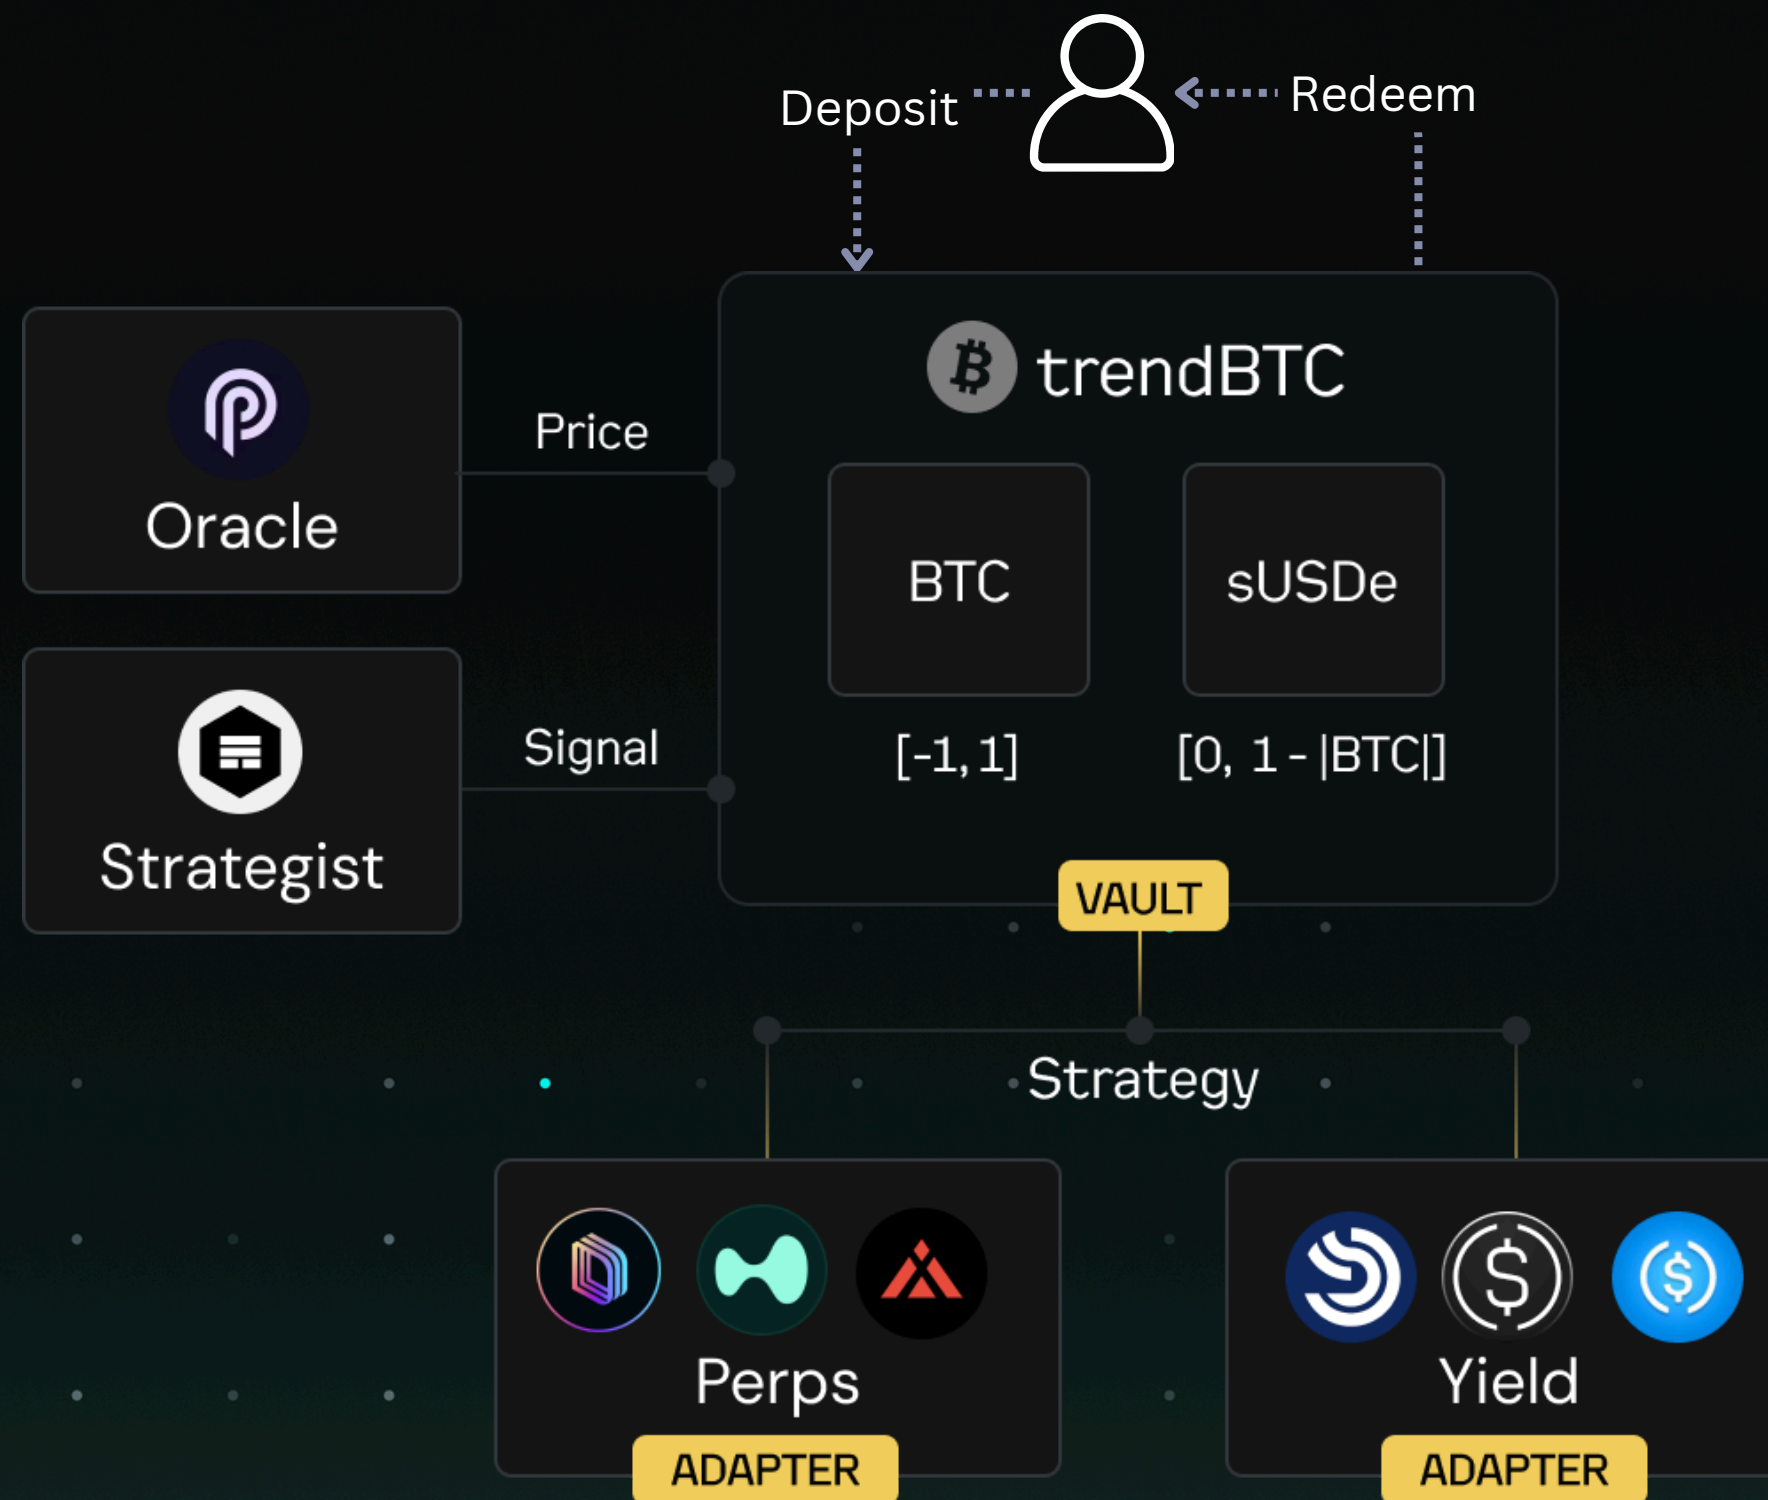 Deposit
Redeem
trendBTC
Oracle
Price
BTC
sUSDe
[-1, 1]
[0, 1 - |BTC|]
Signal
Strategist
VAULT
Strategy
Perps
Yield
ADAPTER
ADAPTER